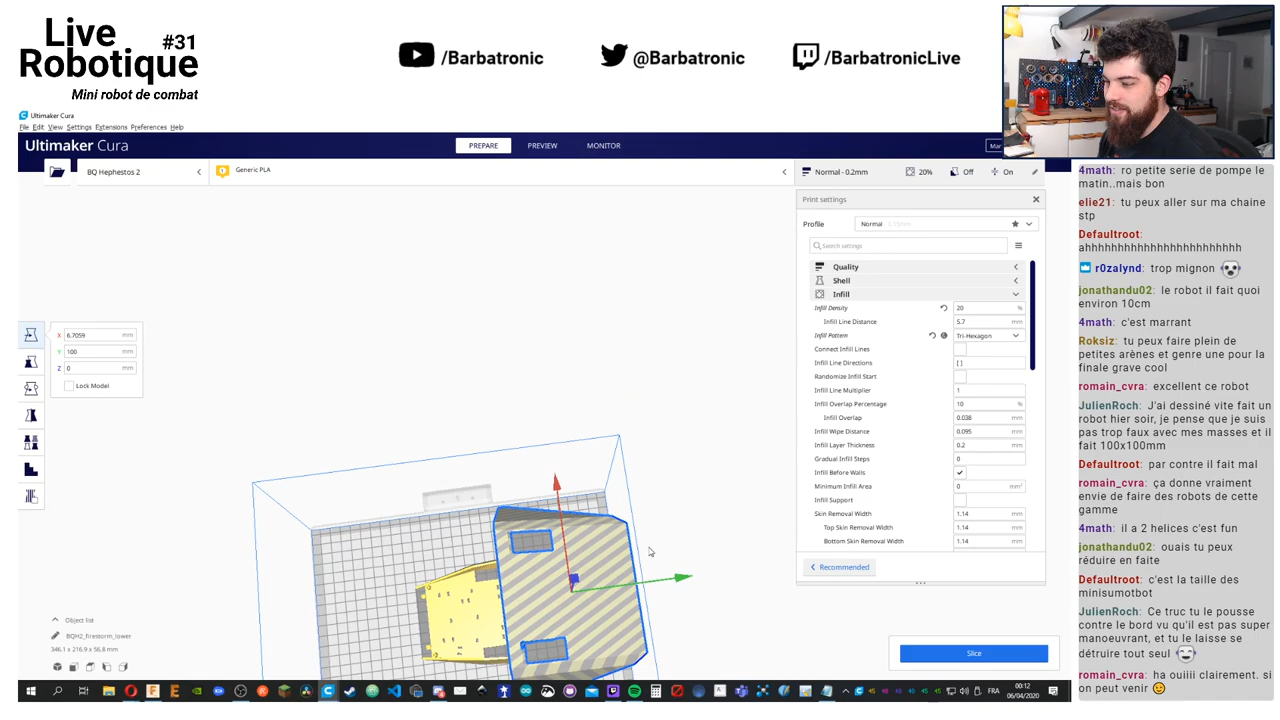 Live
Robotique
#31
Mini robot de combat
/Barbatronic
@Barbatronic
/BarbatronicLive
Ultimaker Cura
File Edit View Settings Extensions Preferences Help
Ultimaker Cura
PREPARE
PREVIEW
MONITOR
Mar
BQ Hephestos 2
Generic PLA
Normal - 0.2mm
20%
Off
On
Print settings
Profile
Normal
Search settings
Quality
Shell
Infill
Infill Density 20 %
Infill Line Distance 5.7 mm
Infill Pattern Tri-Hexagon
Connect Infill Lines
Infill Line Directions [ ]
Randomize Infill Start
Infill Line Multiplier 1
Infill Overlap Percentage 10 %
Infill Overlap 0.038 mm
Infill Wipe Distance 0.095 mm
Infill Layer Thickness 0.2 mm
Gradual Infill Steps 0
Infill Before Walls
Minimum Infill Area 0 mm²
Infill Support
Skin Removal Width 1.14 mm
Top Skin Removal Width 1.14 mm
Bottom Skin Removal Width 1.14 mm
Recommended
X 6.7059 mm
Y 100 mm
Z 0 mm
Lock Model
Object list
BQH2_firestorm_lower
346.1 x 216.9 x 56.8 mm
Slice
FRA
00:12
06/04/2020
4math: ro petite serie de pompe le
matin..mais bon
elie21: tu peux aller sur ma chaine
stp
Defaultroot:
ahhhhhhhhhhhhhhhhhhhhhhhh
r0zalynd: trop mignon
jonathandu02: le robot il fait quoi
environ 10cm
4math: c'est marrant
Roksiz: tu peux faire plein de
petites arènes et genre une pour la
finale grave cool
romain_cvra: excellent ce robot
JulienRoch: J'ai dessiné vite fait un
robot hier soir, je pense que je suis
pas trop faux avec mes masses et il
fait 100x100mm
Defaultroot: par contre il fait mal
romain_cvra: ça donne vraiment
envie de faire des robots de cette
gamme
4math: il a 2 helices c'est fun
jonathandu02: ouais tu peux
réduire en faite
Defaultroot: c'est la taille des
minisumotbot
JulienRoch: Ce truc tu le pousse
contre le bord vu qu'il est pas super
manoeuvrant, et tu le laisse se
détruire tout seul
romain_cvra: ha ouiiii clairement. si
on peut venir